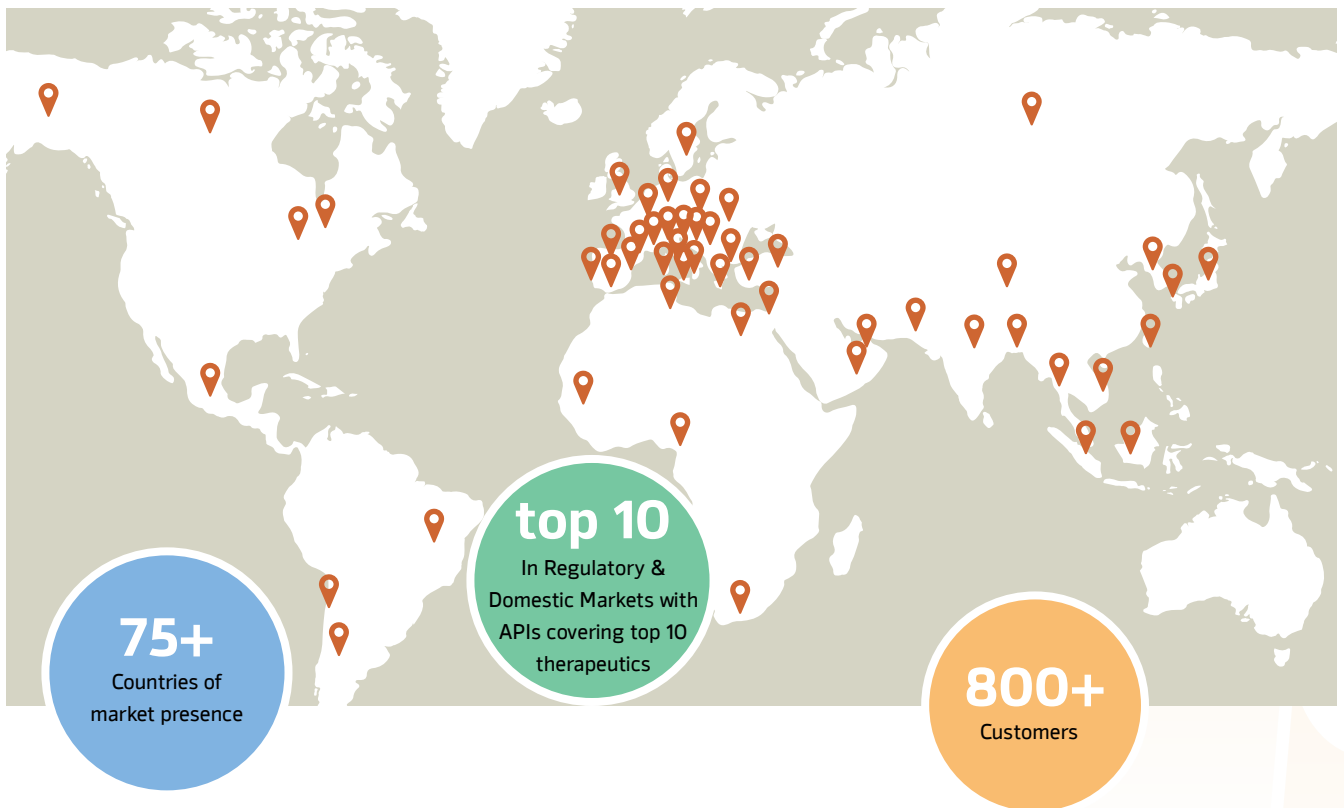 top 10
In Regulatory &
Domestic Markets with
APIs covering top 10
therapeutics
75+
Countries of
market presence
800+
Customers